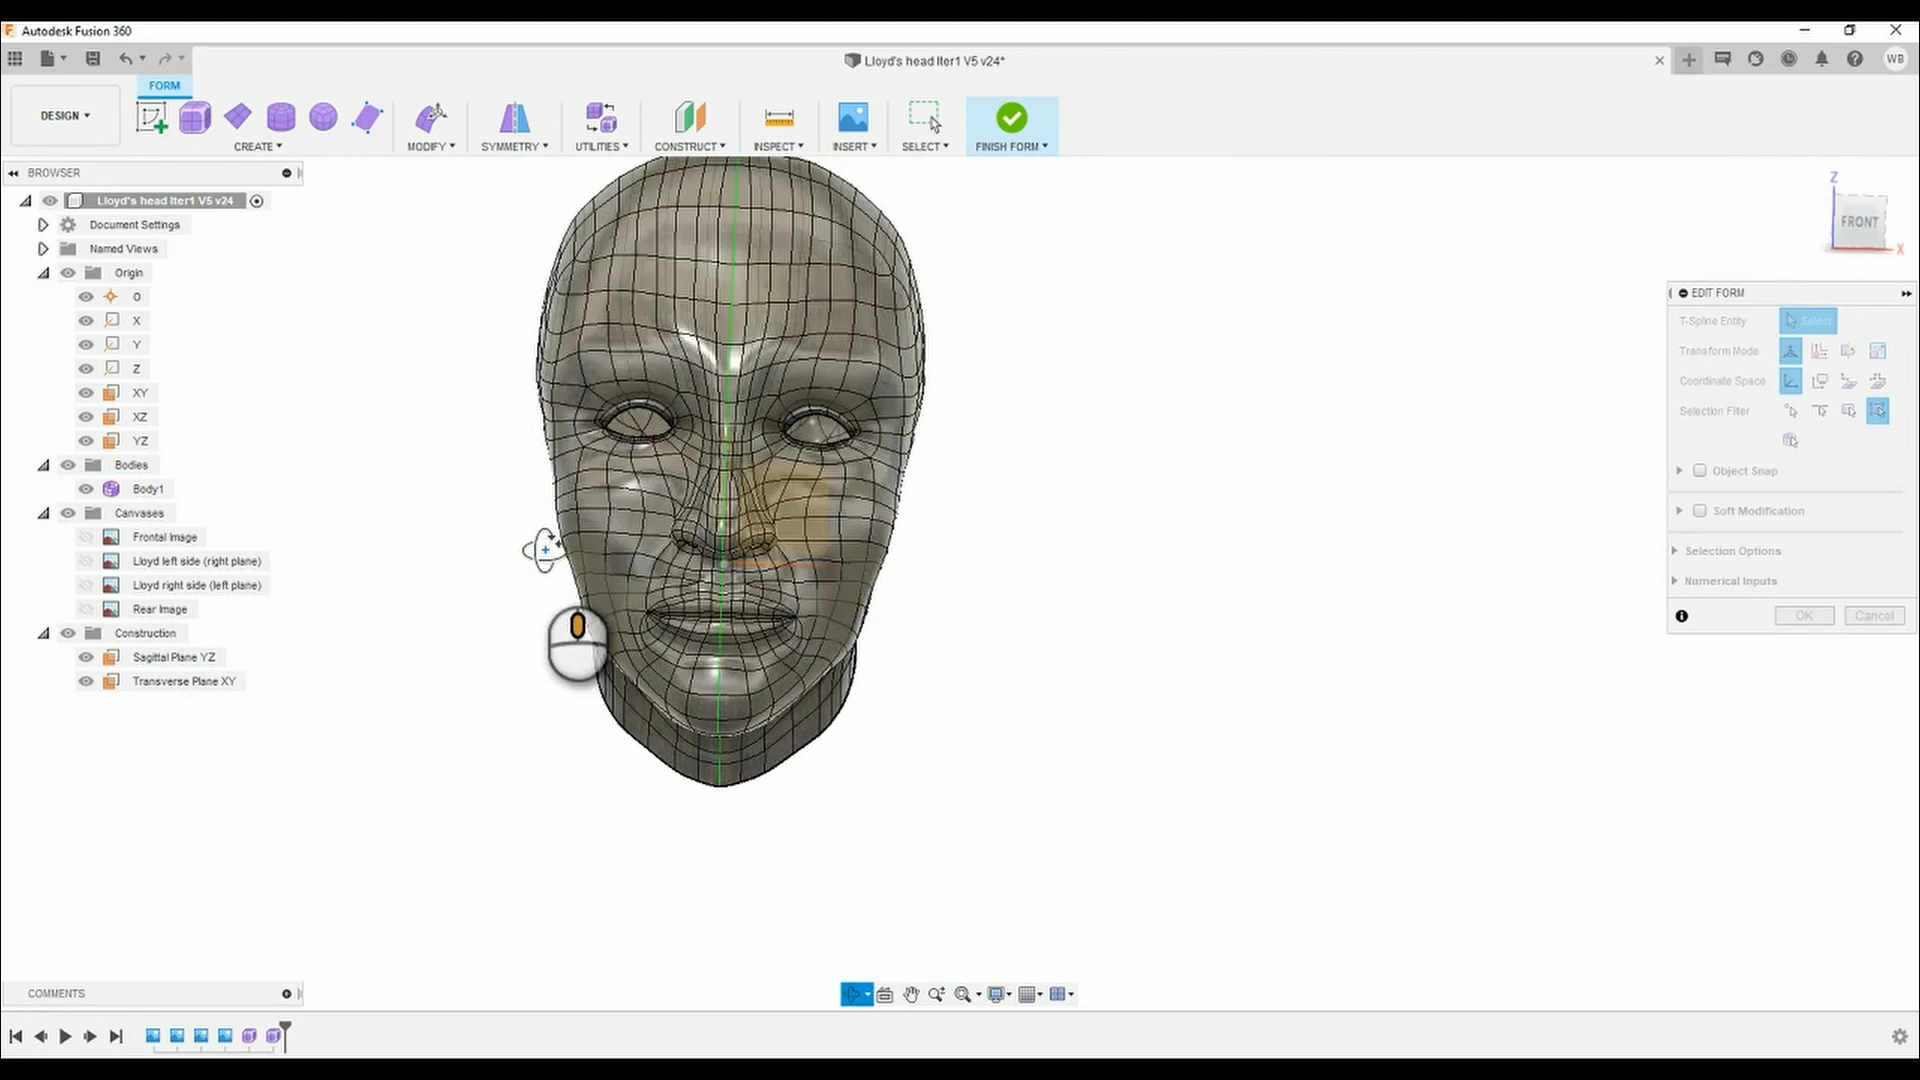 Autodesk Fusion 360
Lloyd's head Iter1 V5 v24*
WB
FORM
DESIGN
CREATE
MODIFY
SYMMETRY
UTILITIES
CONSTRUCT
INSPECT
INSERT
SELECT
FINISH FORM
BROWSER
Lloyd's head Iter1 V5 v24
Document Settings
Named Views
Origin
O
X
Y
Z
XY
XZ
YZ
Bodies
Body1
Canvases
Frontal Image
Lloyd left side (right plane)
Lloyd right side (left plane)
Rear Image
Construction
Sagittal Plane YZ
Transverse Plane XY
Z
FRONT
X
EDIT FORM
T-Spline Entity
Select
Transform Mode
Coordinate Space
Selection Filter
Object Snap
Soft Modification
Selection Options
Numerical Inputs
OK
Cancel
COMMENTS